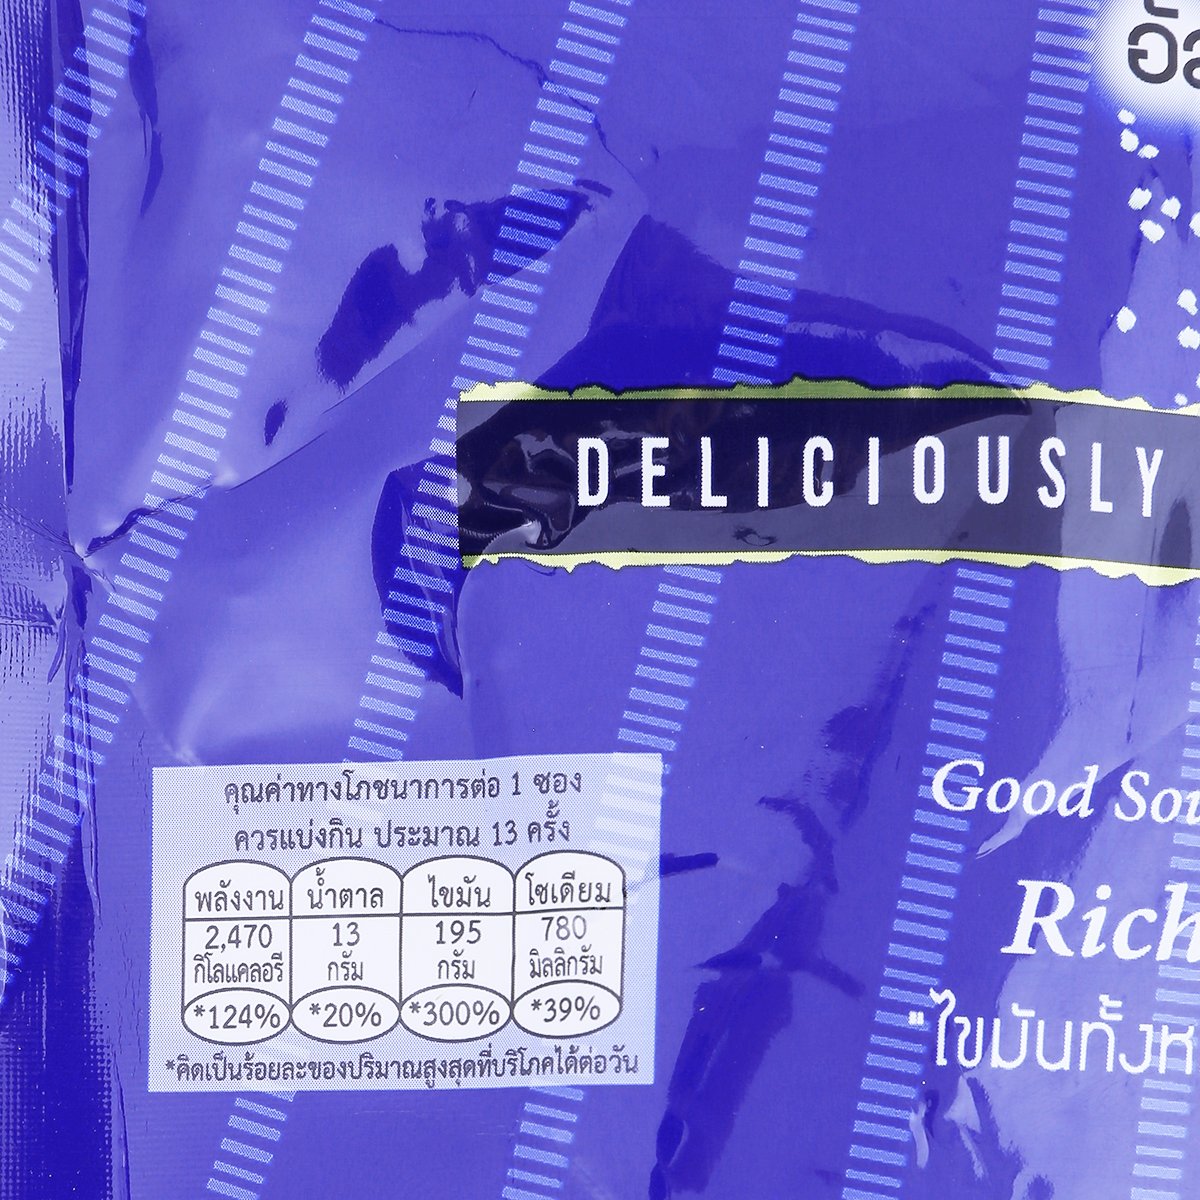 DELICIOUSLY
Good
คุณค่าทางโภชนาการต่อ 1 ซอง
ควรแบ่งกิน ประมาณ 13 ครั้ง
พลังงาน น้ำตาล ไขมัน โซเดียม
2,470 13 195 780
กิโลแคลอรี กรัม กรัม มิลลิกรัม
*124% *20% *300% *39%
*คิดเป็นร้อยละของปริมาณสูงสุดที่บริโภคได้ต่อวัน
Rich
"ไขมันทั้งห